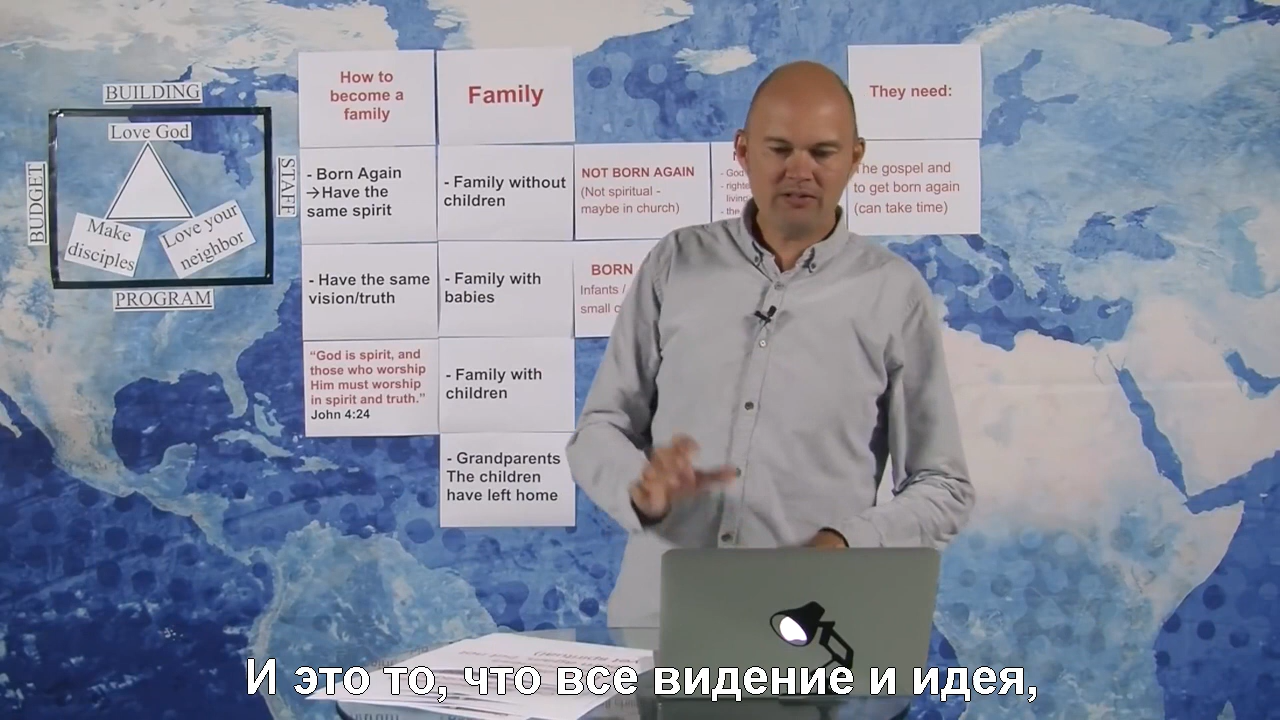 BUILDING
Love God
BUDGET
STAFF
Make
disciples
Love your
neighbor
PROGRAM
How to
become a
family
Family
They need:
- Born Again
→Have the
same spirit
- Family without
children
NOT BORN AGAIN
(Not spiritual -
maybe in church)
- God
- the
The gospel and
to get born again
(can take time)
- Have the same
vision/truth
- Family with
babies
BORN
Infants /
small
“God is spirit, and
those who worship
Him must worship
in spirit and truth.”
John 4:24
- Family with
children
- Grandparents
The children
have left home
И это то, что все видение и идея,